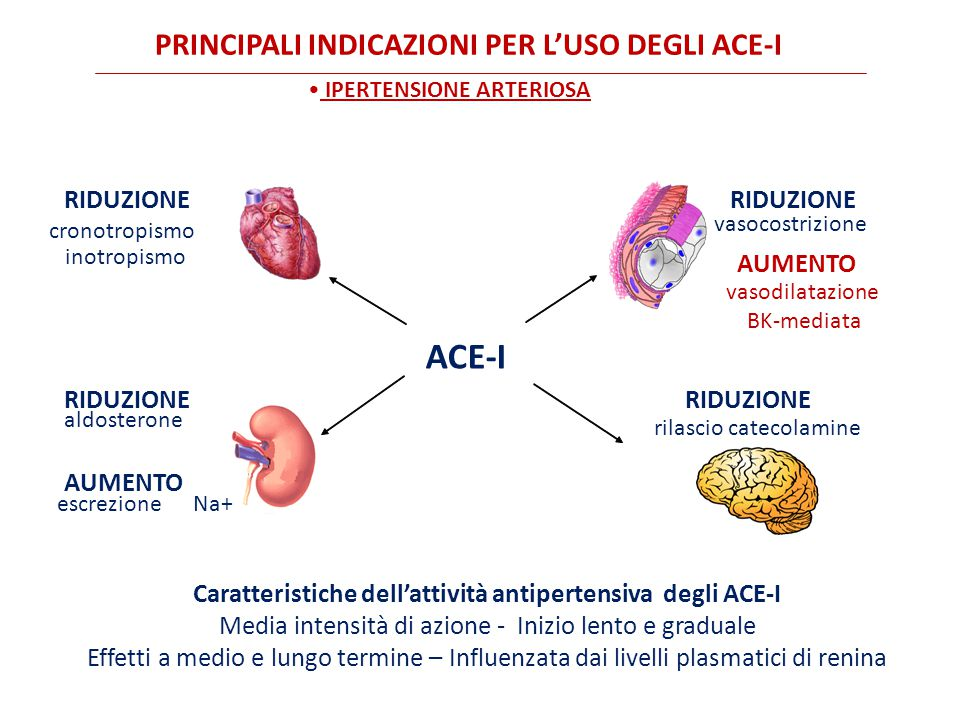 PRINCIPALI INDICAZIONI PER L’USO DEGLI ACE-I
• IPERTENSIONE ARTERIOSA
RIDUZIONE
cronotropismo
inotropismo
RIDUZIONE
vasocostrizione
AUMENTO
vasodilatazione
BK-mediata
ACE-I
RIDUZIONE
aldosterone
AUMENTO
escrezione Na+
RIDUZIONE
rilascio catecolamine
Caratteristiche dell’attività antipertensiva degli ACE-I
Media intensità di azione - Inizio lento e graduale
Effetti a medio e lungo termine – Influenzata dai livelli plasmatici di renina